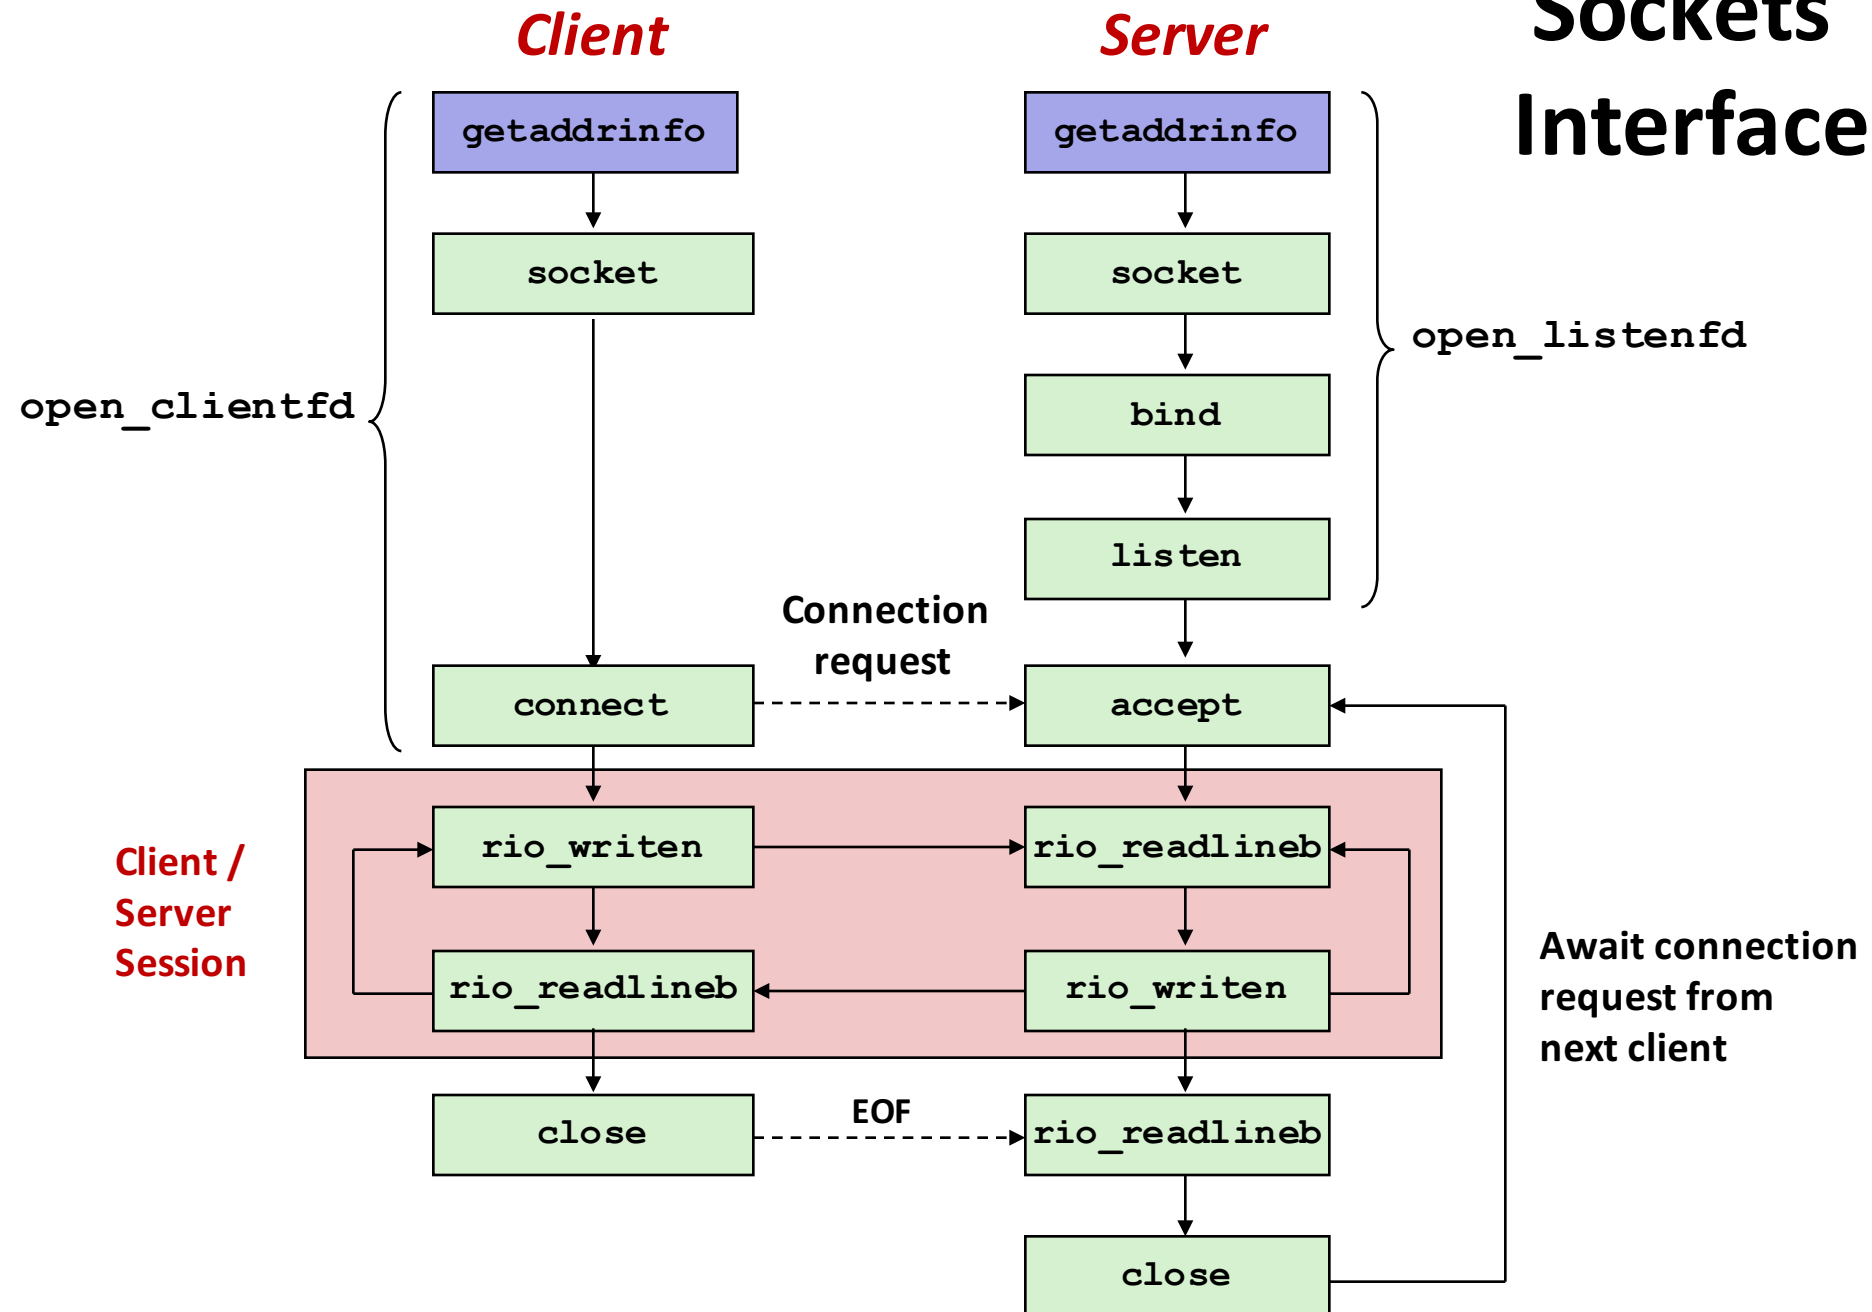 Sockets
Interface
Client
Server
getaddrinfo
getaddrinfo
socket
socket
open_listenfd
open_clientfd
bind
listen
Connection
request
connect
accept
Client /
Server
Session
rio_writen
rio_readlineb
rio_readlineb
rio_writen
Await connection
request from
next client
close
EOF
rio_readlineb
close